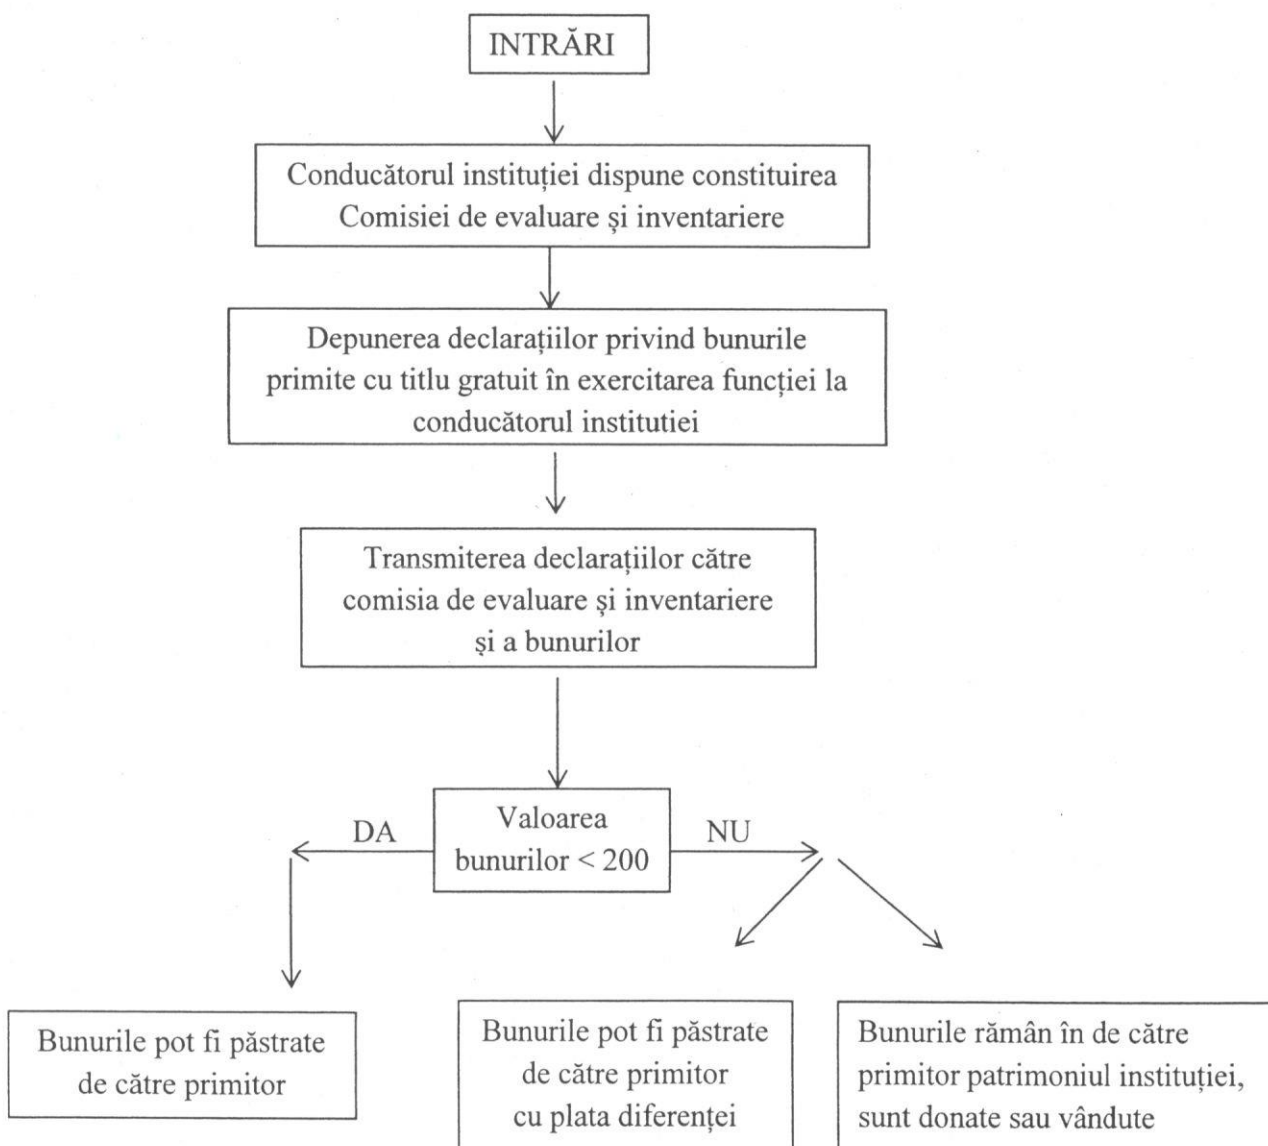 INTRĂRI
Conducătorul instituției dispune constituirea
Comisiei de evaluare și inventariere
Depunerea declarațiilor privind bunurile
primite cu titlu gratuit în exercitarea funcției la
conducătorul institutiei
Transmiterea declarațiilor către
comisia de evaluare și inventariere
și a bunurilor
DA
Valoarea
bunurilor < 200
NU
Bunurile pot fi păstrate
de către primitor
Bunurile pot fi păstrate
de către primitor
cu plata diferenței
Bunurile rămân în de către
primitor patrimoniul instituției,
sunt donate sau vândute